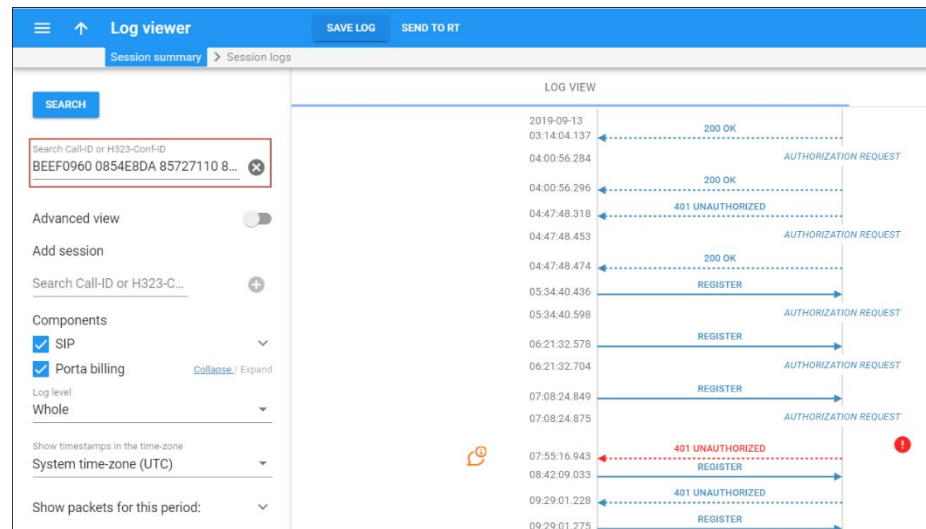 Log viewer
SAVE LOG
SEND TO RT
Session summary
Session logs
SEARCH
Search Call-ID or H323-Conf-ID
BEEF0960 0854E8DA 85727110 8...
Advanced view
Add session
Search Call-ID or H323-C...
Components
SIP
Porta billing
Collapse / Expand
Log level
Whole
Show timestamps in the time-zone
System time-zone (UTC)
Show packets for this period:
LOG VIEW
2019-09-13
03:14:04.137 200 OK
04:00:56.284 AUTHORIZATION REQUEST
04:00:56.296 200 OK
04:47:48.318 401 UNAUTHORIZED
04:47:48.453 AUTHORIZATION REQUEST
04:47:48.474 200 OK
05:34:40.436 REGISTER
05:34:40.598 AUTHORIZATION REQUEST
06:21:32.578 REGISTER
06:21:32.704 AUTHORIZATION REQUEST
07:08:24.849 REGISTER
07:08:24.875 AUTHORIZATION REQUEST
07:55:16.943 401 UNAUTHORIZED
08:42:09.033 REGISTER
09:29:01.228 401 UNAUTHORIZED
09:29:01.275 REGISTER